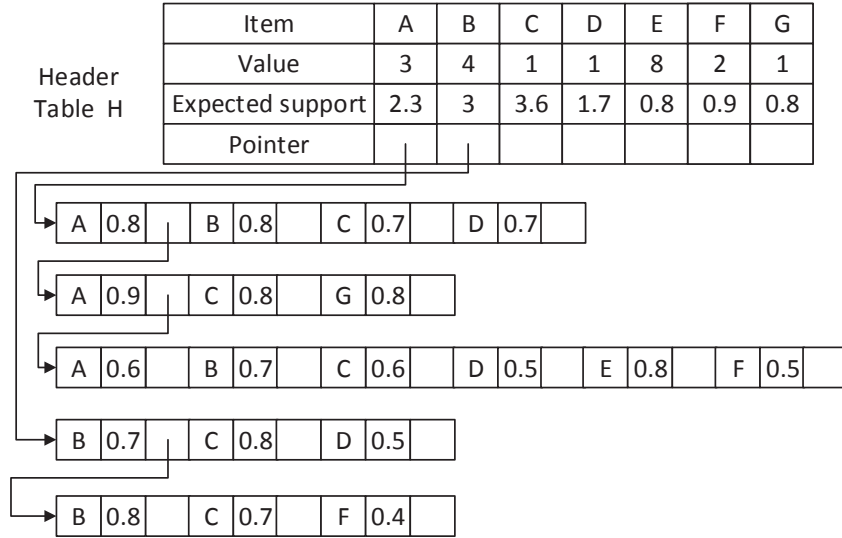 Item A B C D E F G
Header Table H
Value 3 4 1 1 8 2 1
Expected support 2.3 3 3.6 1.7 0.8 0.9 0.8
Pointer
A 0.8 B 0.8 C 0.7 D 0.7
A 0.9 C 0.8 G 0.8
A 0.6 B 0.7 C 0.6 D 0.5 E 0.8 F 0.5
B 0.7 C 0.8 D 0.5
B 0.8 C 0.7 F 0.4